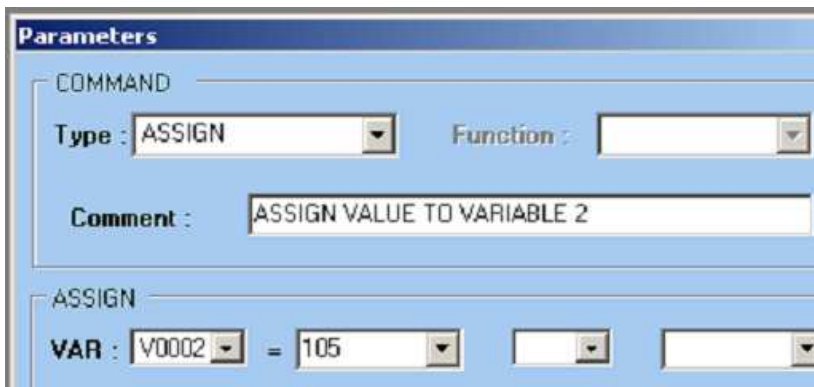 Parameters
COMMAND
Type : ASSIGN Function :
Comment : ASSIGN VALUE TO VARIABLE 2
ASSIGN
VAR : V0002 = 105